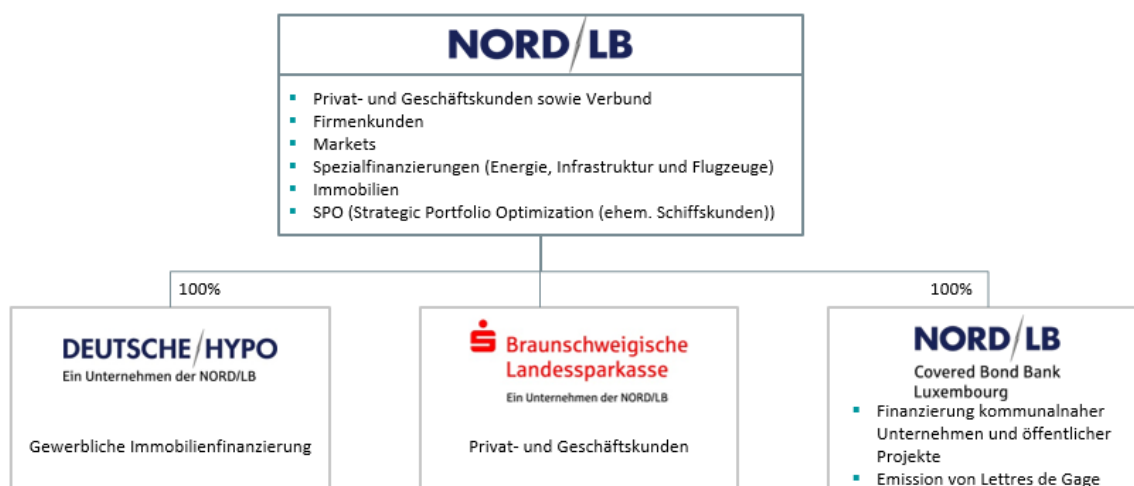 NORD/LB
▪ Privat- und Geschäftskunden sowie Verbund
▪ Firmenkunden
▪ Markets
▪ Spezialfinanzierungen (Energie, Infrastruktur und Flugzeuge)
▪ Immobilien
▪ SPO (Strategic Portfolio Optimization (ehem. Schiffskunden))
100%
100%
DEUTSCHE/HYPO
Ein Unternehmen der NORD/LB
Gewerbliche Immobilienfinanzierung
Braunschweigische
Landessparkasse
Ein Unternehmen der NORD/LB
Privat- und Geschäftskunden
NORD/LB
Covered Bond Bank
Luxembourg
▪ Finanzierung kommunalnaher
Unternehmen und öffentlicher
Projekte
▪ Emission von Lettres de Gage